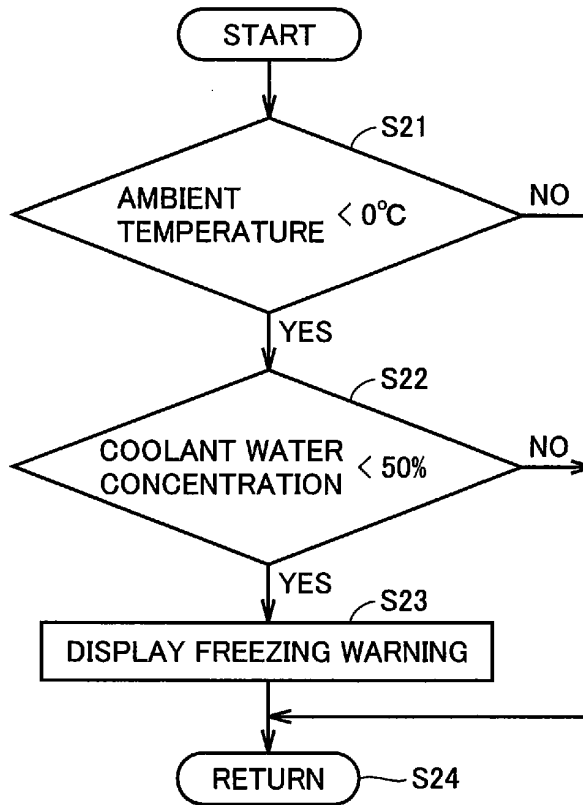 START
S21
AMBIENT
TEMPERATURE < 0°C
NO
YES
S22
COOLANT WATER
CONCENTRATION < 50%
NO
YES
S23
DISPLAY FREEZING WARNING
RETURN
S24